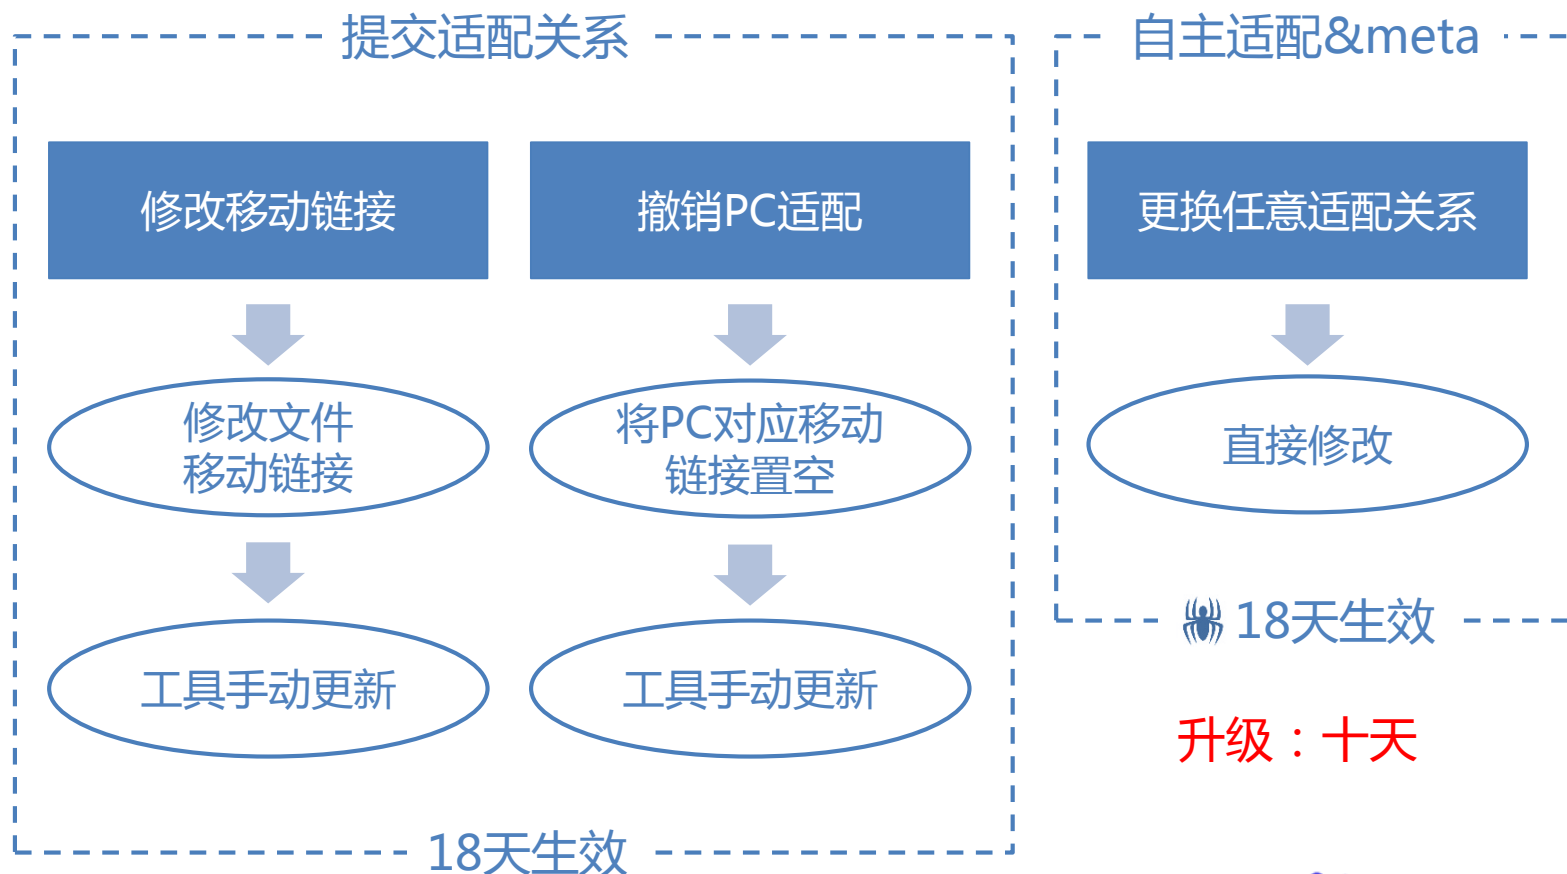 提交适配关系
修改移动链接
撤销PC适配
修改文件
移动链接
将PC对应移动
链接置空
工具手动更新
工具手动更新
18天生效
自主适配&meta
更换任意适配关系
直接修改
18天生效
升级：十天